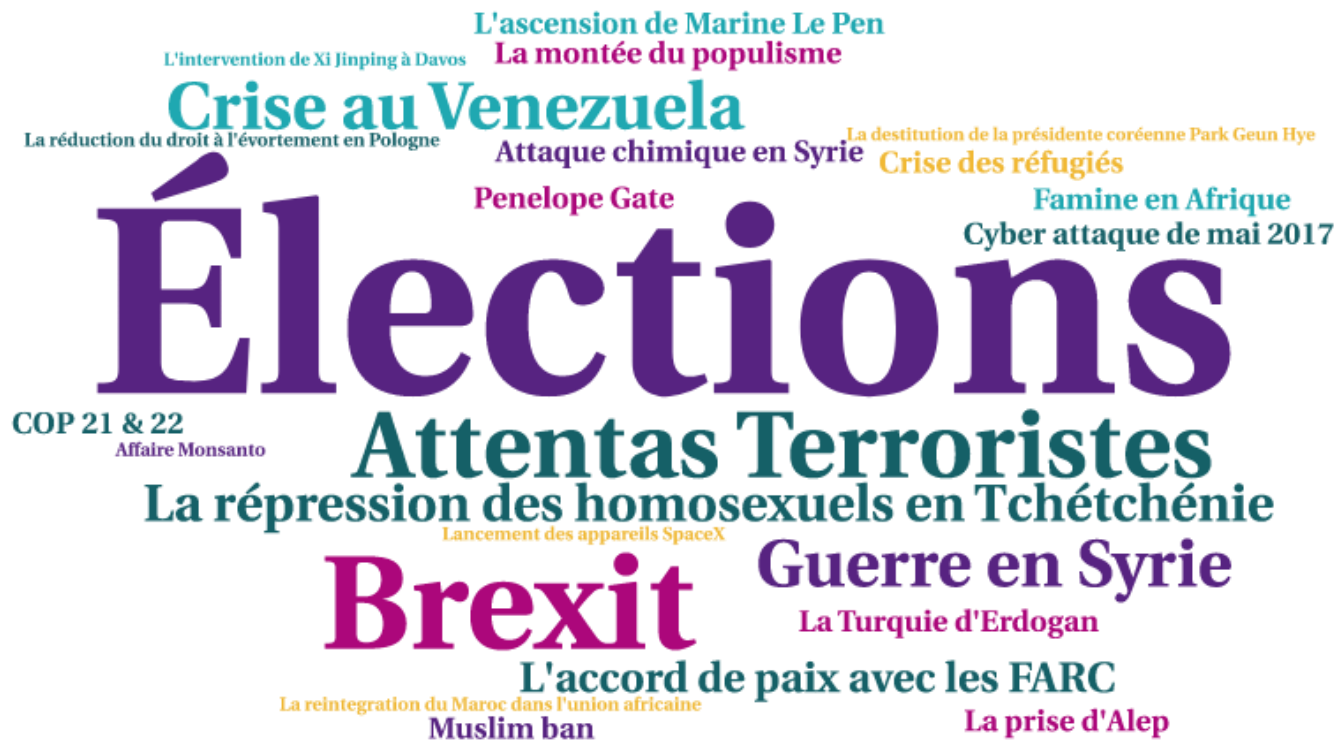 L'ascension de Marine Le Pen
L'intervention de Xi Jinping à Davos
La montée du populisme
Crise au Venezuela
La réduction du droit à l'évortement en Pologne
La destitution de la présidente coréenne Park Geun Hye
Attaque chimique en Syrie
Crise des réfugiés
Penelope Gate
Famine en Afrique
Cyber attaque de mai 2017
Élections
COP 21 & 22
Affaire Monsanto
Attentas Terroristes
La répression des homosexuels en Tchétchénie
Lancement des appareils SpaceX
Brexit
Guerre en Syrie
La Turquie d'Erdogan
L'accord de paix avec les FARC
La reintegration du Maroc dans l'union africaine
Muslim ban
La prise d'Alep